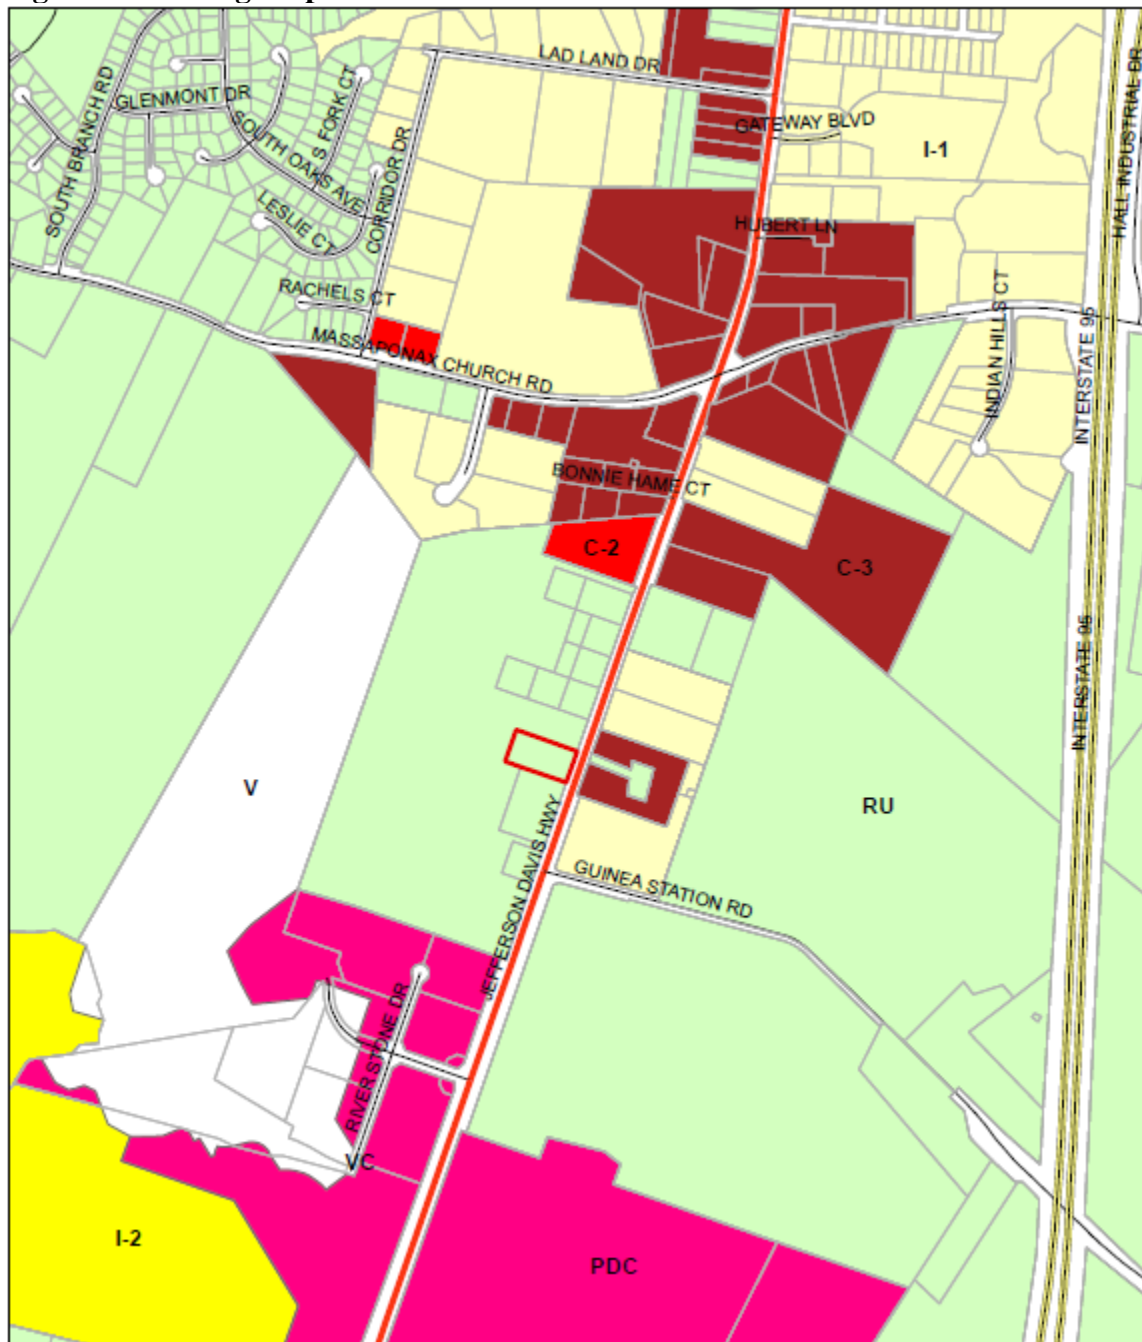 LAD LAND DR
GLENMONT DR
S FORK CT
SOUTH BRANCH RD
SOUTH OAKS AVE
CORRIDOR DR
LESLIE CT
GATEWAY BLVD
I-1
HALL INDUSTRIAL DR
HUBERT LN
RACHELS CT
MASSAPONAX CHURCH RD
INDIAN HILLS CT
INTERSTATE 95
BONNIE HAME CT
C-2
C-3
INTERSTATE 95
V
RU
JEFFERSON DAVIS HWY
GUINEA STATION RD
RIVER STONE DR
VC
I-2
PDC